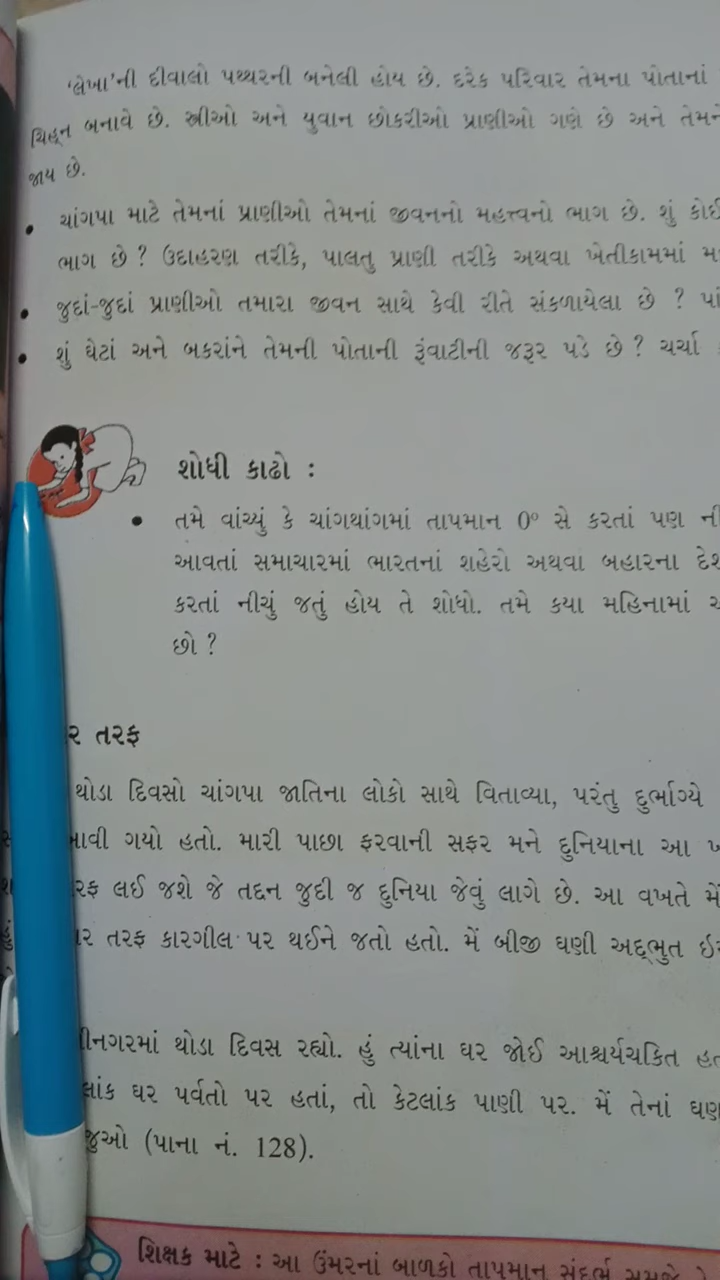 'લેખા'ની દીવાલો પથ્થરની બનેલી હોય છે. દરેક પરિવાર તેમના પોતાનાં
ચિહ્ન બનાવે છે. સ્ત્રીઓ અને યુવાન છોકરીઓ પ્રાણીઓ ગણે છે અને
જાય છે.
• ચાંગપા માટે તેમનાં પ્રાણીઓ તેમનાં જીવનનો મહત્ત્વનો ભાગ છે. શું કોઈ
ભાગ છે ? ઉદાહરણ તરીકે, પાલતુ પ્રાણી તરીકે અથવા ખેતીકામમાં
• જુદાં-જુદાં પ્રાણીઓ તમારા જીવન સાથે કેવી રીતે સંકળાયેલા છે ?
• શું ઘેટાં અને બકરાંને તેમની પોતાની રૂંવાટીની જરૂર પડે છે ? ચર્ચા
શોધી કાઢો :
• તમે વાંચ્યું કે ચાંગથાંગમાં તાપમાન 0° સે કરતાં પણ
આવતાં સમાચારમાં ભારતનાં શહેરો અથવા બહારના
કરતાં નીચું જતું હોય તે શોધો. તમે કયા મહિનામાં
છો ?
તરફ
થોડા દિવસો ચાંગપા જાતિના લોકો સાથે વિતાવ્યા, પરંતુ દુર્ભાગ્યે
ગયો હતો. મારી પાછા ફરવાની સફર મને દુનિયાના આ
લઈ જશે જે તદ્દન જુદી જ દુનિયા જેવું લાગે છે. આ વખતે મેં
તરફ કારગીલ પર થઈને જતો હતો. મેં બીજી ઘણી અદ્ભુત
થોડા દિવસ રહ્યો. હું ત્યાંના ઘર જોઈ આશ્ચર્યચકિત
ઘર પર્વતો પર હતાં, તો કેટલાંક પાણી પર. મેં તેનાં
જુઓ (પાના નં. 128).
શિક્ષક માટે : આ ઉંમરનાં બાળકો તાપમાન સંદર્ભ